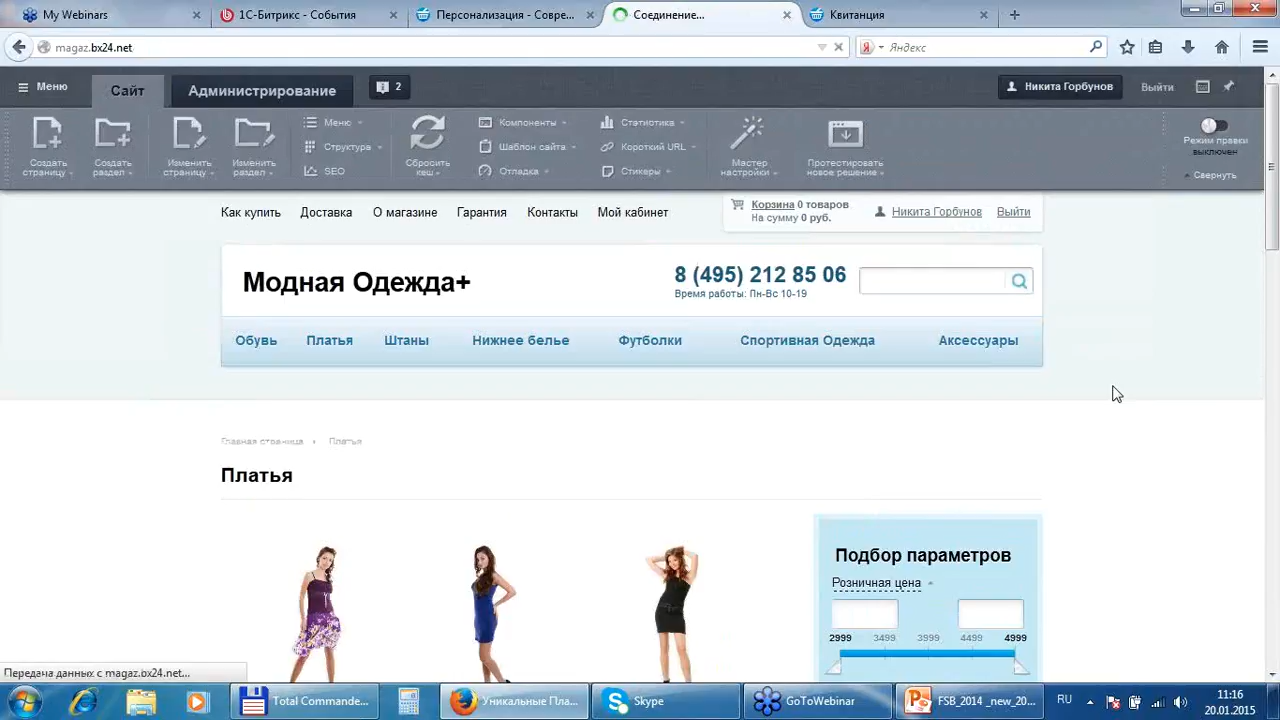 My Webinars
1С-Битрикс - События
Персонализация - Совре...
Соединение...
Квитанция
magaz.bx24.net
Яндекс
Меню
Сайт
Администрирование
2
Никита Горбунов
Выйти
Создать страницу
Создать раздел
Изменить страницу
Изменить раздел
Меню
Структура
SEO
Сбросить кеш
Компоненты
Шаблон сайта
Отладка
Статистика
Короткий URL
Стикеры
Мастер настройки
Протестировать новое решение
Режим правки выключен
Свернуть
Как купить
Доставка
О магазине
Гарантия
Контакты
Мой кабинет
Корзина 0 товаров
На сумму 0 руб.
Никита Горбунов
Выйти
Модная Одежда+
8 (495) 212 85 06
Время работы: Пн-Вс 10-19
Обувь
Платья
Штаны
Нижнее белье
Футболки
Спортивная Одежда
Аксессуары
Главная страница
Платья
Платья
Подбор параметров
Розничная цена
2999 3499 3999 4499 4999
Передача данных с magaz.bx24.net...
Total Commande...
Уникальные Пла...
Skype
GoToWebinar
FSB_2014 _new_20...
RU
11:16
20.01.2015